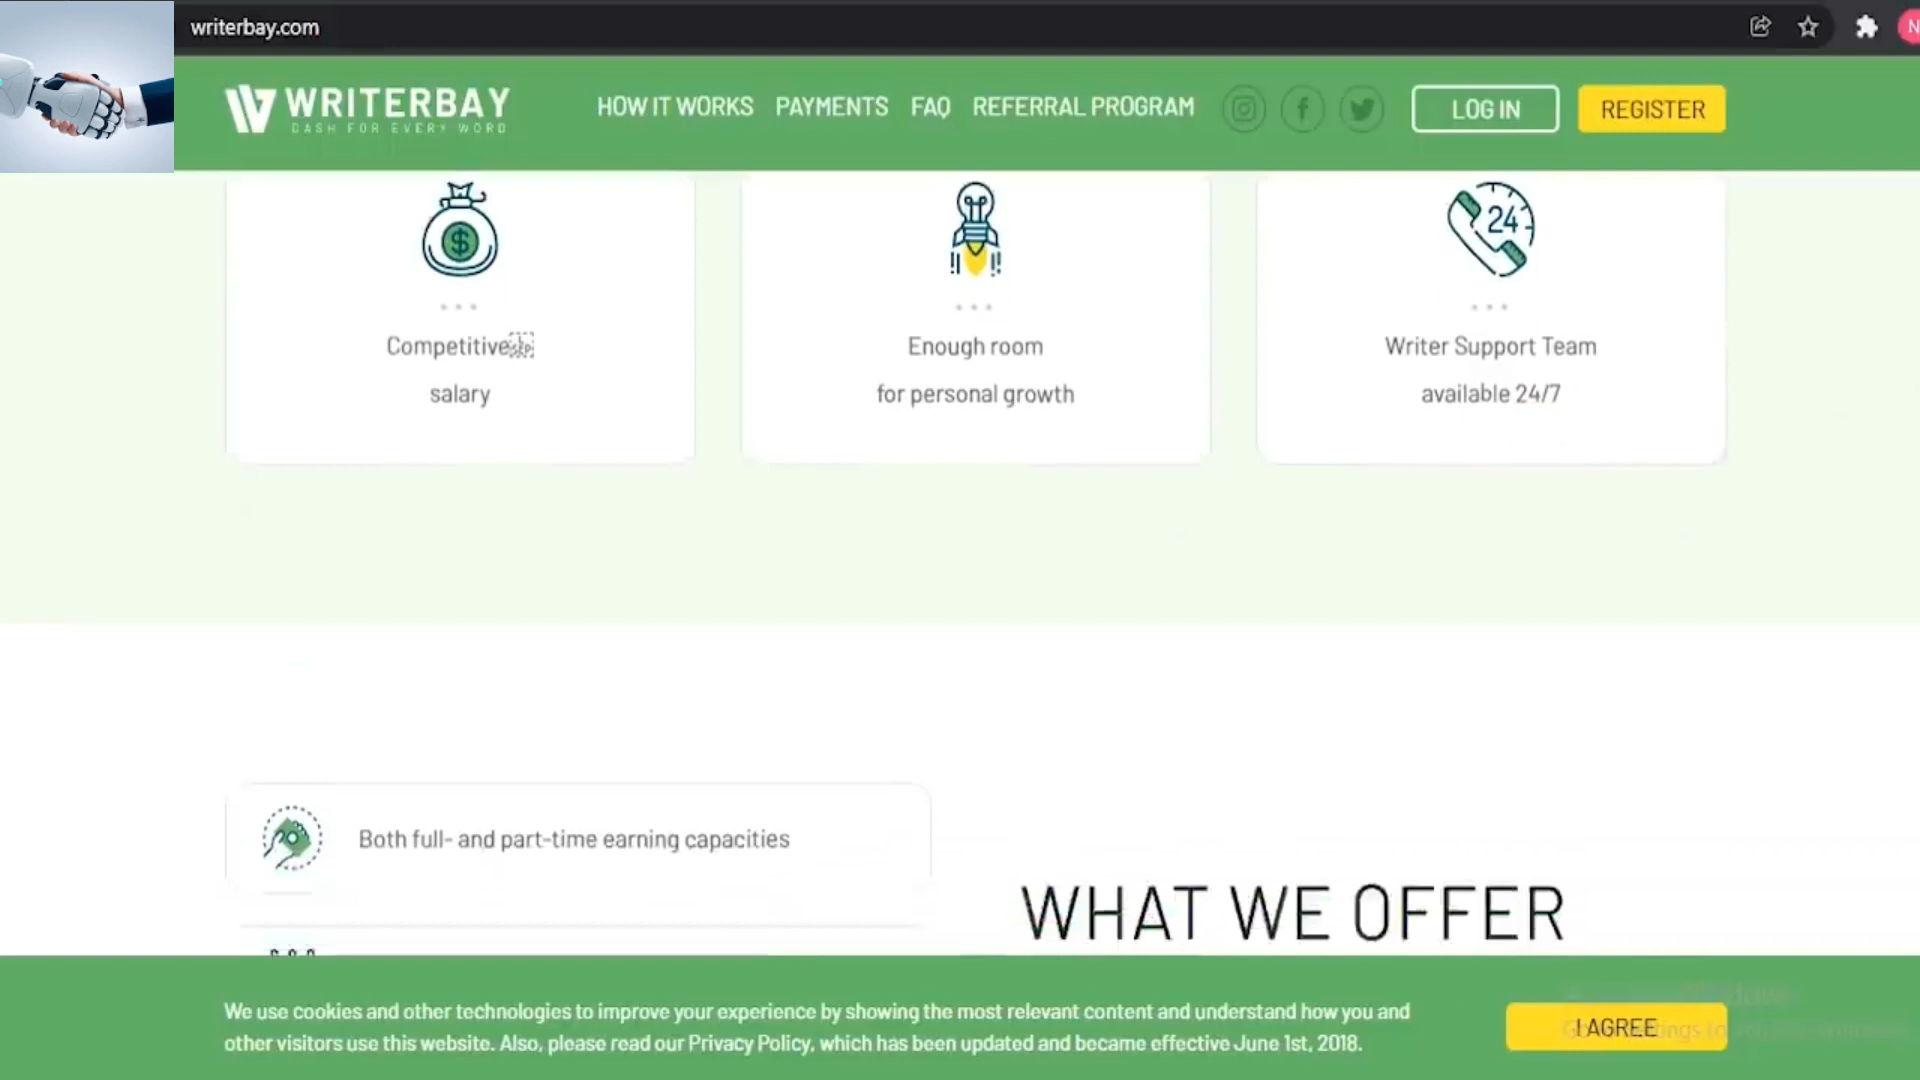 writerbay.com
N
WRITERBAY
CASH FOR EVERY WORD
HOW IT WORKS PAYMENTS FAQ REFERRAL PROGRAM
LOG IN
REGISTER
$
24
Competitive
salary
Enough room
for personal growth
Writer Support Team
available 24/7
Both full- and part-time earning capacities
WHAT WE OFFER
We use cookies and other technologies to improve your experience by showing the most relevant content and understand how you and
other visitors use this website. Also, please read our Privacy Policy, which has been updated and became effective June 1st, 2018.
I AGREE